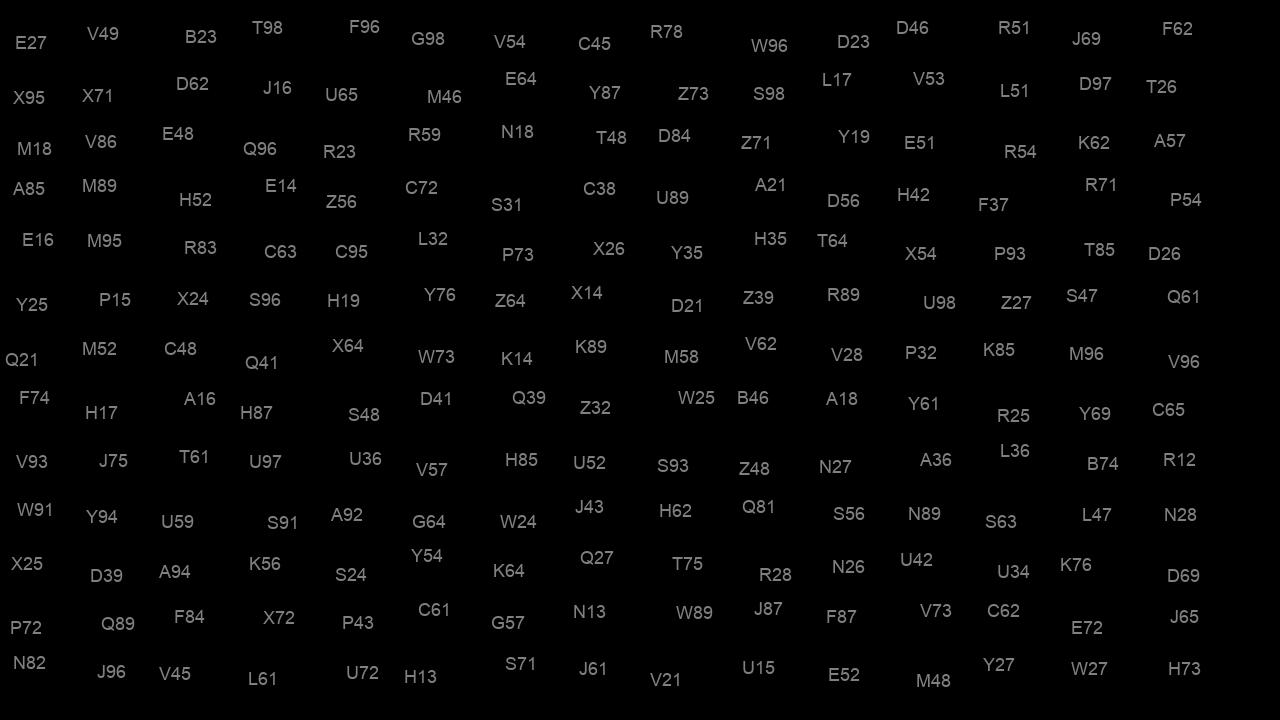 E27 V49 B23 T98 F96 G98 V54 C45 R78 W96 D23 D46 R51 J69 F62
X95 X71 D62 J16 U65 M46 E64 Y87 Z73 S98 L17 V53 L51 D97 T26
M18 V86 E48 Q96 R23 R59 N18 T48 D84 Z71 Y19 E51 R54 K62 A57
A85 M89 H52 E14 Z56 C72 S31 C38 U89 A21 D56 H42 F37 R71 P54
E16 M95 R83 C63 C95 L32 P73 X26 Y35 H35 T64 X54 P93 T85 D26
Y25 P15 X24 S96 H19 Y76 Z64 X14 D21 Z39 R89 U98 Z27 S47 Q61
Q21 M52 C48 Q41 X64 W73 K14 K89 M58 V62 V28 P32 K85 M96 V96
F74 H17 A16 H87 S48 D41 Q39 Z32 W25 B46 A18 Y61 R25 Y69 C65
V93 J75 T61 U97 U36 V57 H85 U52 S93 Z48 N27 A36 L36 B74 R12
W91 Y94 U59 S91 A92 G64 W24 J43 H62 Q81 S56 N89 S63 L47 N28
X25 D39 A94 K56 S24 Y54 K64 Q27 T75 R28 N26 U42 U34 K76 D69
P72 Q89 F84 X72 P43 C61 G57 N13 W89 J87 F87 V73 C62 E72 J65
N82 J96 V45 L61 U72 H13 S71 J61 V21 U15 E52 M48 Y27 W27 H73